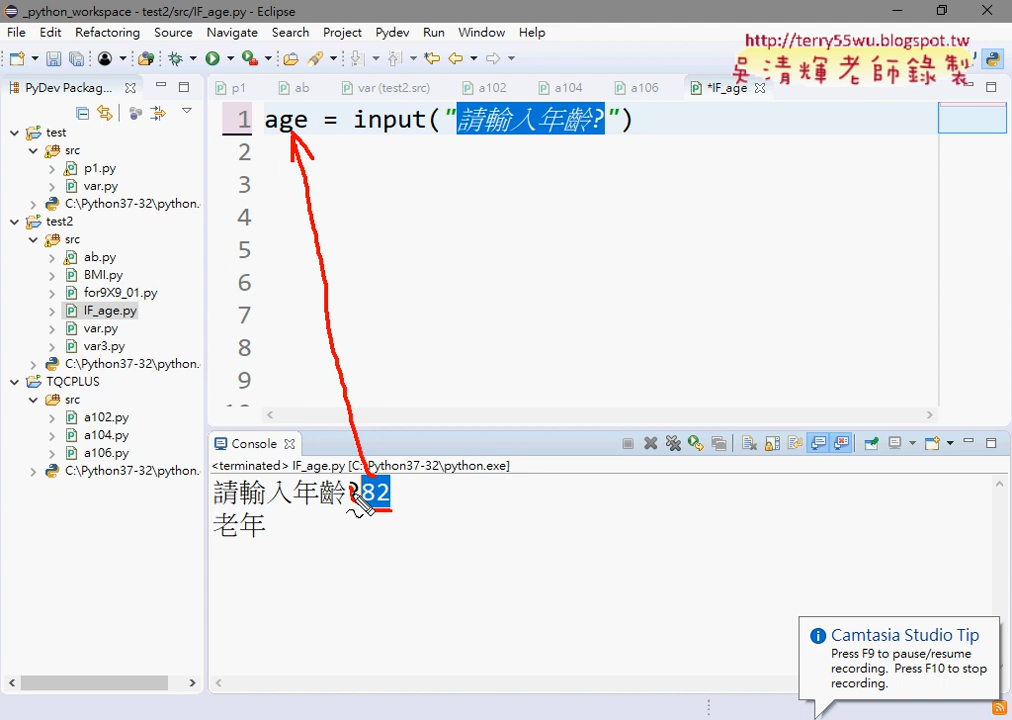 _python_workspace - test2/src/IF_age.py - Eclipse
File Edit Refactoring Source Navigate Search Project Pydev Run Window Help
http://terry55wu.blogspot.tw
吳清輝老師錄製
PyDev Packag...
p1 ab var (test2.src) a102 a104 a106 *IF_age
test
src
p1.py
var.py
C:\Python37-32\python.
test2
src
ab.py
BMI.py
for9X9_01.py
IF_age.py
var.py
var3.py
C:\Python37-32\python.
TQCPLUS
src
a102.py
a104.py
a106.py
C:\Python37-32\python.
1 age = input("請輸入年齡?")
2
3
4
5
6
7
8
9
Console
<terminated> IF_age.py [C:\Python37-32\python.exe]
請輸入年齡?82
老年
Camtasia Studio Tip
Press F9 to pause/resume
recording. Press F10 to stop
recording.